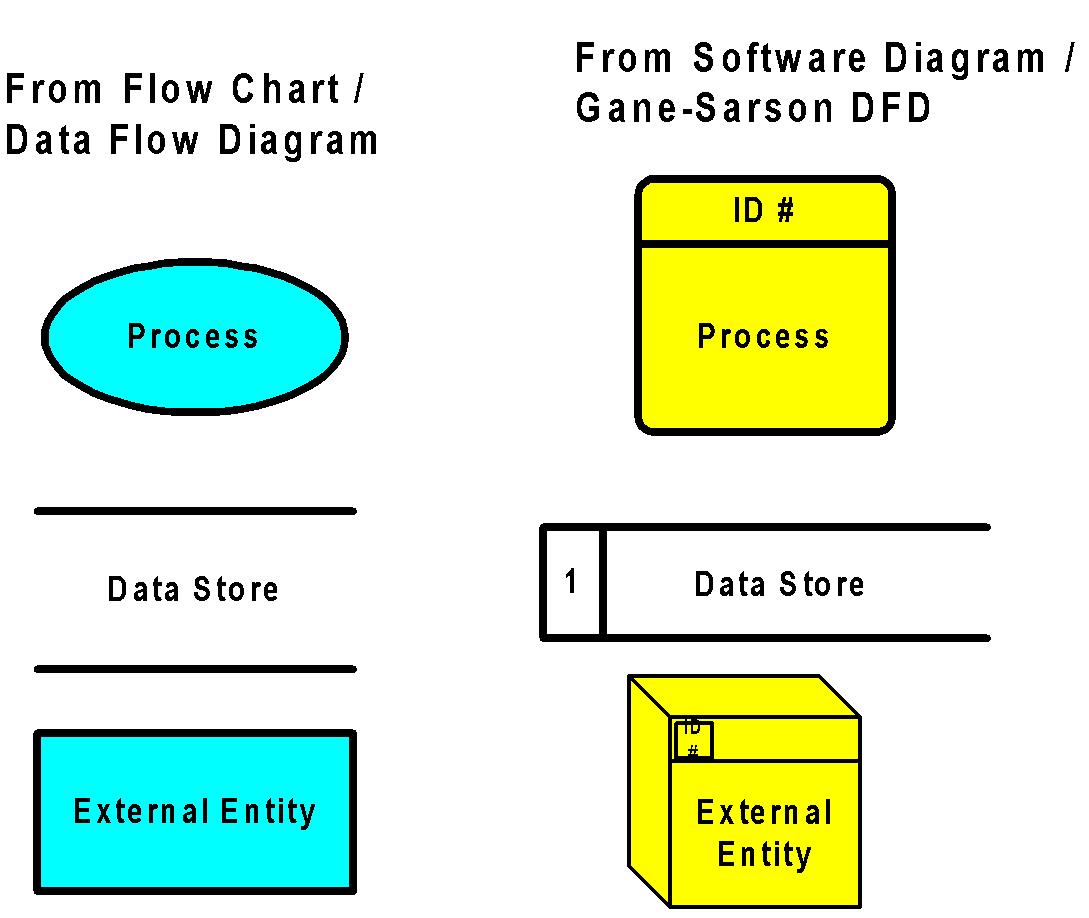 From Flow Chart /
Data Flow Diagram
Process
Data Store
External Entity
From Software Diagram /
Gane-Sarson DFD
ID #
Process
1
Data Store
ID
#
External
Entity